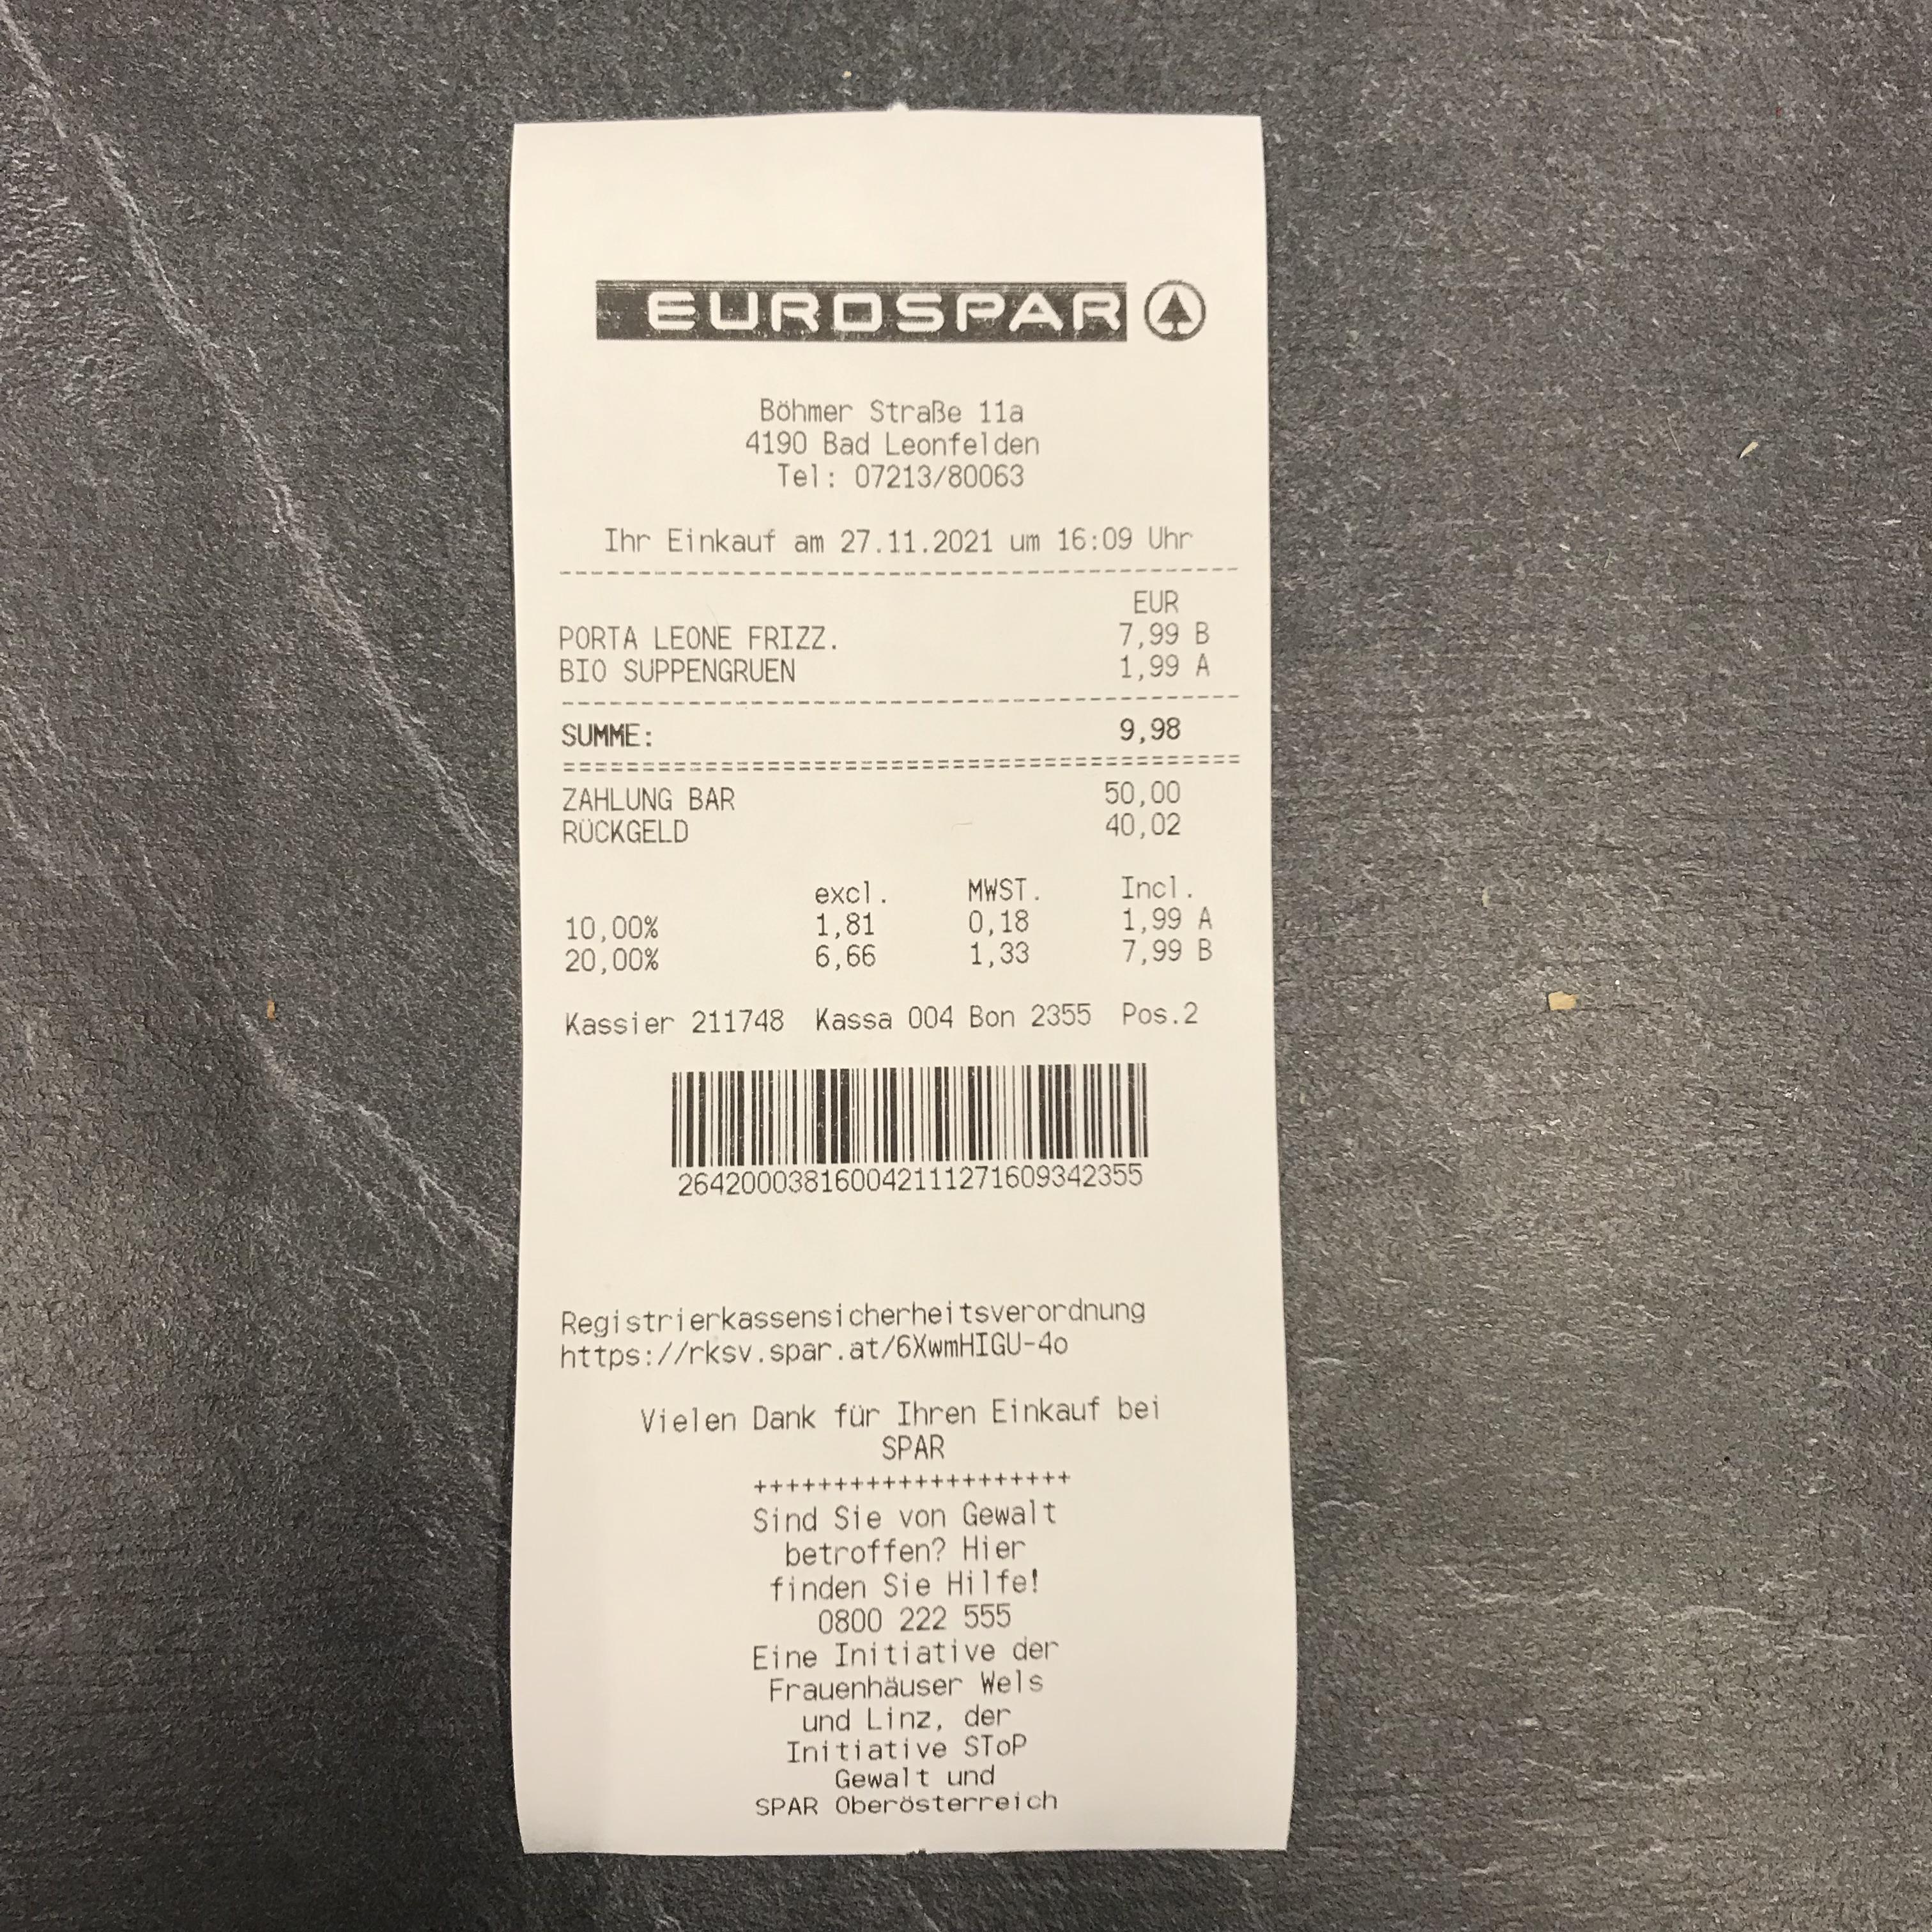 EUROSPAR
Böhmer Straße 11a
4190 Bad Leonfelden
Tel: 07213/80063
Ihr Einkauf am 27.11.2021 um 16:09 Uhr
--------------------------------------------
EUR
PORTA LEONE FRIZZ. 7,99 B
BIO SUPPENGRUEN 1,99 A
--------------------------------------------
SUMME: 9,98
============================================
ZAHLUNG BAR 50,00
RÜCKGELD 40,02
excl. MWST. Incl.
10,00% 1,81 0,18 1,99 A
20,00% 6,66 1,33 7,99 B
Kassier 211748 Kassa 004 Bon 2355 Pos.2
264200038160042111271609342355
Registrierkassensicherheitsverordnung
https://rksv.spar.at/6XwmHIGU-4o
Vielen Dank für Ihren Einkauf bei
SPAR
++++++++++++++++++++
Sind Sie von Gewalt
betroffen? Hier
finden Sie Hilfe!
0800 222 555
Eine Initiative der
Frauenhäuser Wels
und Linz, der
Initiative SToP
Gewalt und
SPAR Oberösterreich